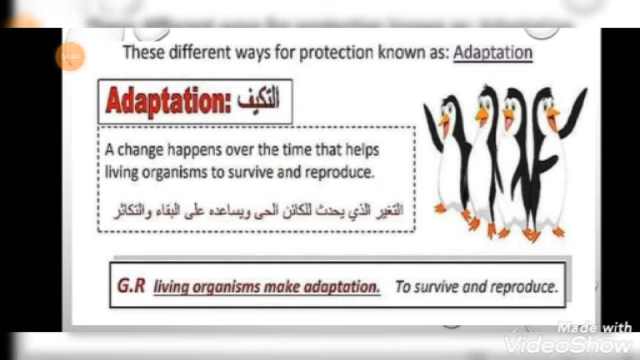 These different ways for protection known as: Adaptation
Adaptation: التكيف
A change happens over the time that helps
living organisms to survive and reproduce.
التغير الذي يحدث للكائن الحى ويساعده على البقاء والتكاثر
G.R living organisms make adaptation. To survive and reproduce.
Made with
VideoShow